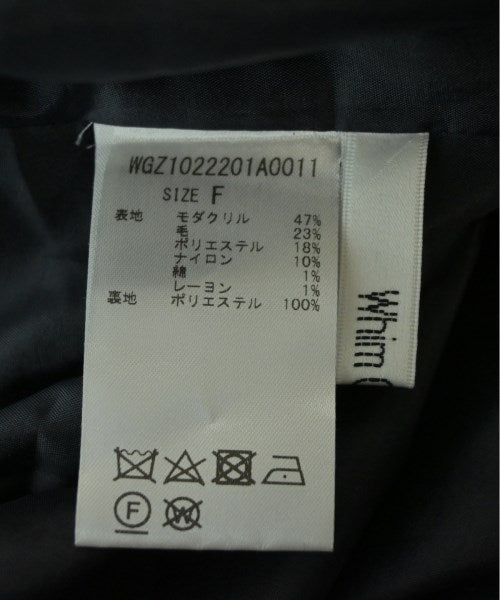 WGZ1022201A0011
SIZE F
表地 モダクリル 47%
毛 23%
ポリエステル 18%
ナイロン 10%
綿 1%
レーヨン 1%
裏地 ポリエステル 100%
F W
Whim